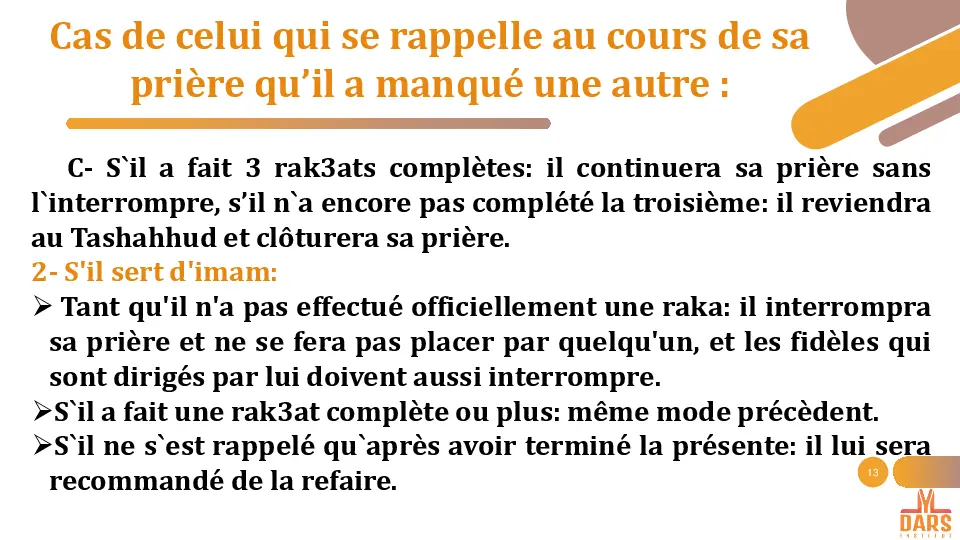 Cas de celui qui se rappelle au cours de sa
prière qu’il a manqué une autre :
C- S`il a fait 3 rak3ats complètes: il continuera sa prière sans
l`interrompre, s’il n`a encore pas complété la troisième: il reviendra
au Tashahhud et clôturera sa prière.
2- S'il sert d'imam:
➢ Tant qu'il n'a pas effectué officiellement une raka: il interrompra
sa prière et ne se fera pas placer par quelqu'un, et les fidèles qui
sont dirigés par lui doivent aussi interrompre.
➢S`il a fait une rak3at complète ou plus: même mode précèdent.
➢S`il ne s`est rappelé qu`après avoir terminé la présente: il lui sera
recommandé de la refaire.
13
DARS
INSTITUT